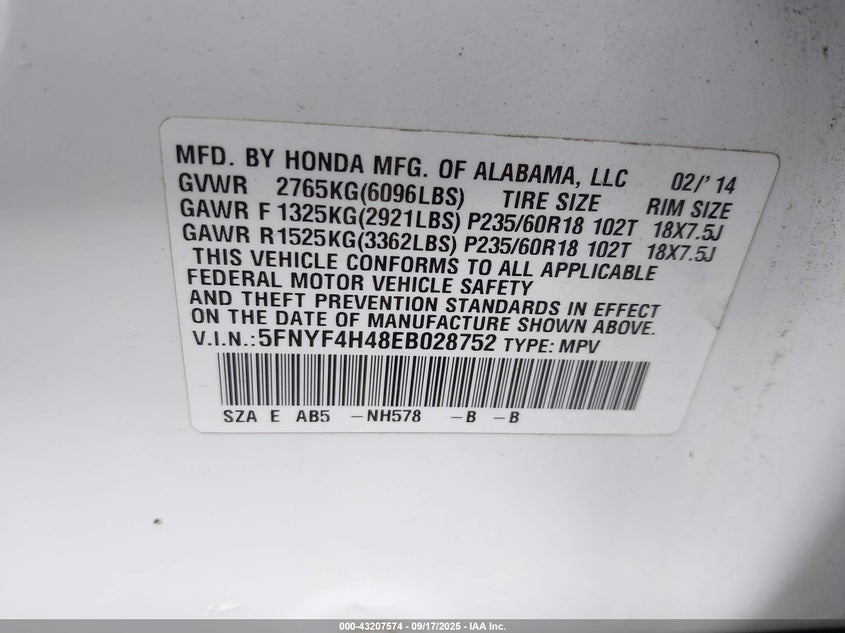 MFD. BY HONDA MFG. OF ALABAMA, LLC 02/'14
GVWR 2765KG(6096LBS) TIRE SIZE RIM SIZE
GAWR F 1325KG(2921LBS) P235/60R18 102T 18X7.5J
GAWR R1525KG(3362LBS) P235/60R18 102T 18X7.5J
THIS VEHICLE CONFORMS TO ALL APPLICABLE
FEDERAL MOTOR VEHICLE SAFETY
AND THEFT PREVENTION STANDARDS IN EFFECT
ON THE DATE OF MANUFACTURE SHOWN ABOVE.
V.I.N.:5FNYF4H48EB028752 TYPE: MPV
SZA E AB5 -NH578 -B -B
000-43207574 - 09/17/2025 - IAA Inc.